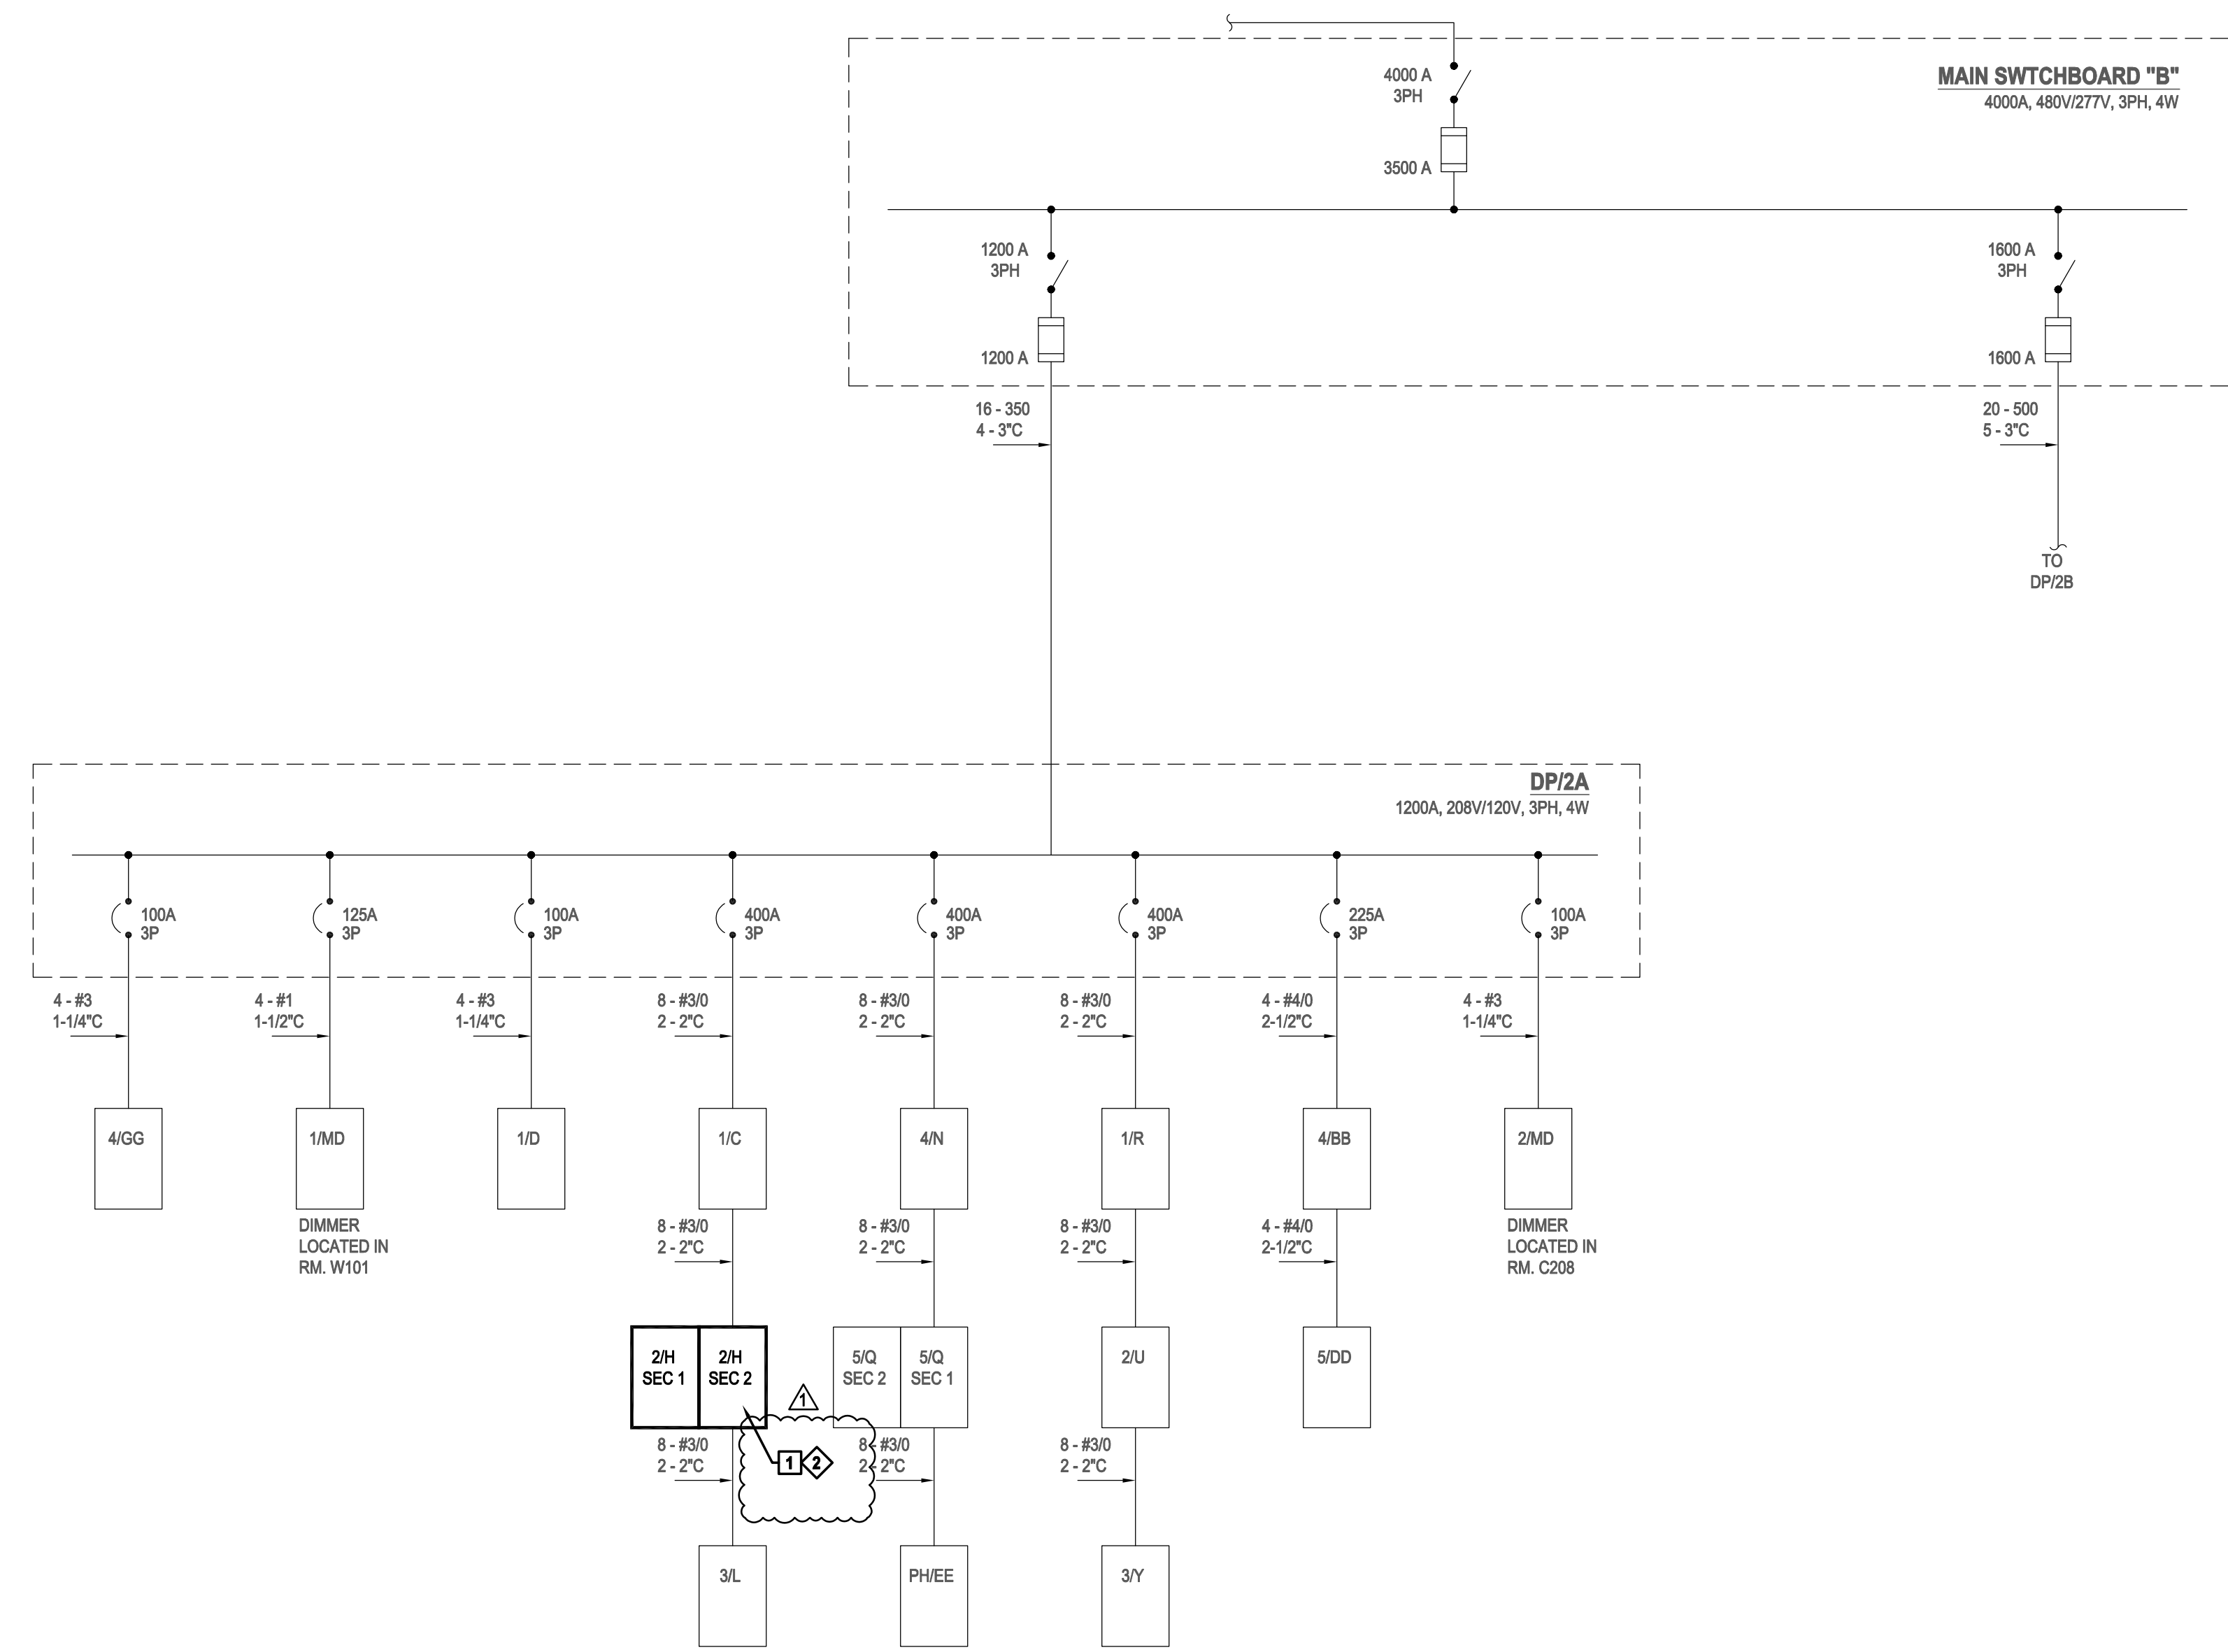 4000 A
3PH
MAIN SWTCHBOARD "B"
4000A, 480V/277V, 3PH, 4W
3500 A
1200 A
3PH
1600 A
3PH
1200 A
1600 A
16 - 350
4 - 3"C
20 - 500
5 - 3"C
TO
DP/2B
DP/2A
1200A, 208V/120V, 3PH, 4W
100A
3P
125A
3P
100A
3P
400A
3P
400A
3P
400A
3P
225A
3P
100A
3P
4 - #3
1-1/4"C
4 - #1
1-1/2"C
4 - #3
1-1/4"C
8 - #3/0
2 - 2"C
8 - #3/0
2 - 2"C
8 - #3/0
2 - 2"C
4 - #4/0
2-1/2"C
4 - #3
1-1/4"C
4/GG
1/MD
1/D
1/C
4/N
1/R
4/BB
2/MD
DIMMER
LOCATED IN
RM. W101
8 - #3/0
2 - 2"C
8 - #3/0
2 - 2"C
8 - #3/0
2 - 2"C
4 - #4/0
2-1/2"C
DIMMER
LOCATED IN
RM. C208
2/H
SEC 1
2/H
SEC 2
5/Q
SEC 2
5/Q
SEC 1
2/U
5/DD
1
8 - #3/0
2 - 2"C
1 2
8 - #3/0
2 - 2"C
8 - #3/0
2 - 2"C
3/L
PH/EE
3/Y